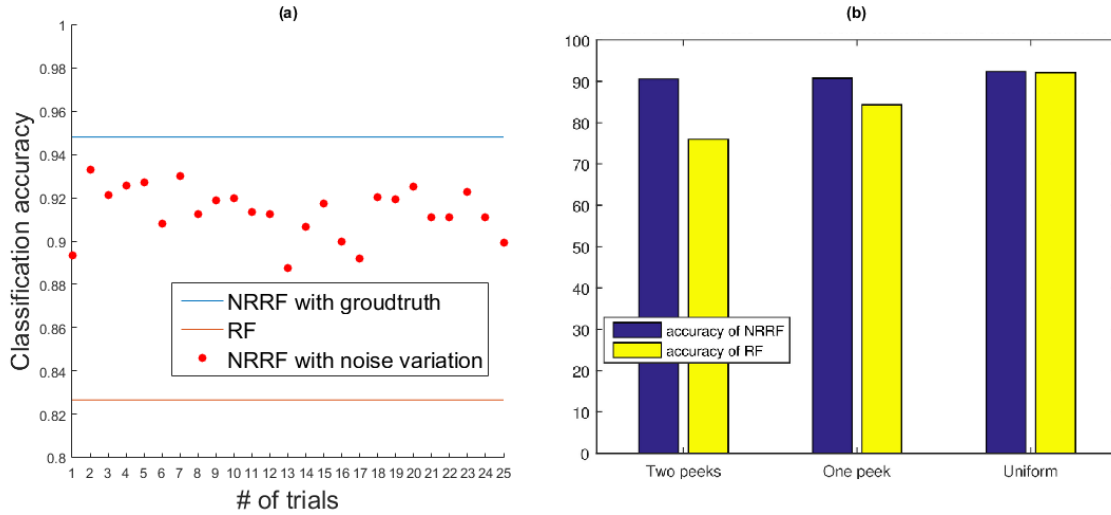 (a)
Classification accuracy
1
0.98
0.96
0.94
0.92
0.9
0.88
0.86
0.84
0.82
0.8
NRRF with groudtruth
RF
NRRF with noise variation
1 2 3 4 5 6 7 8 9 10 11 12 13 14 15 16 17 18 19 20 21 22 23 24 25
# of trials
(b)
100
90
80
70
60
50
40
30
20
10
0
accuracy of NRRF
accuracy of RF
Two peeks One peek Uniform